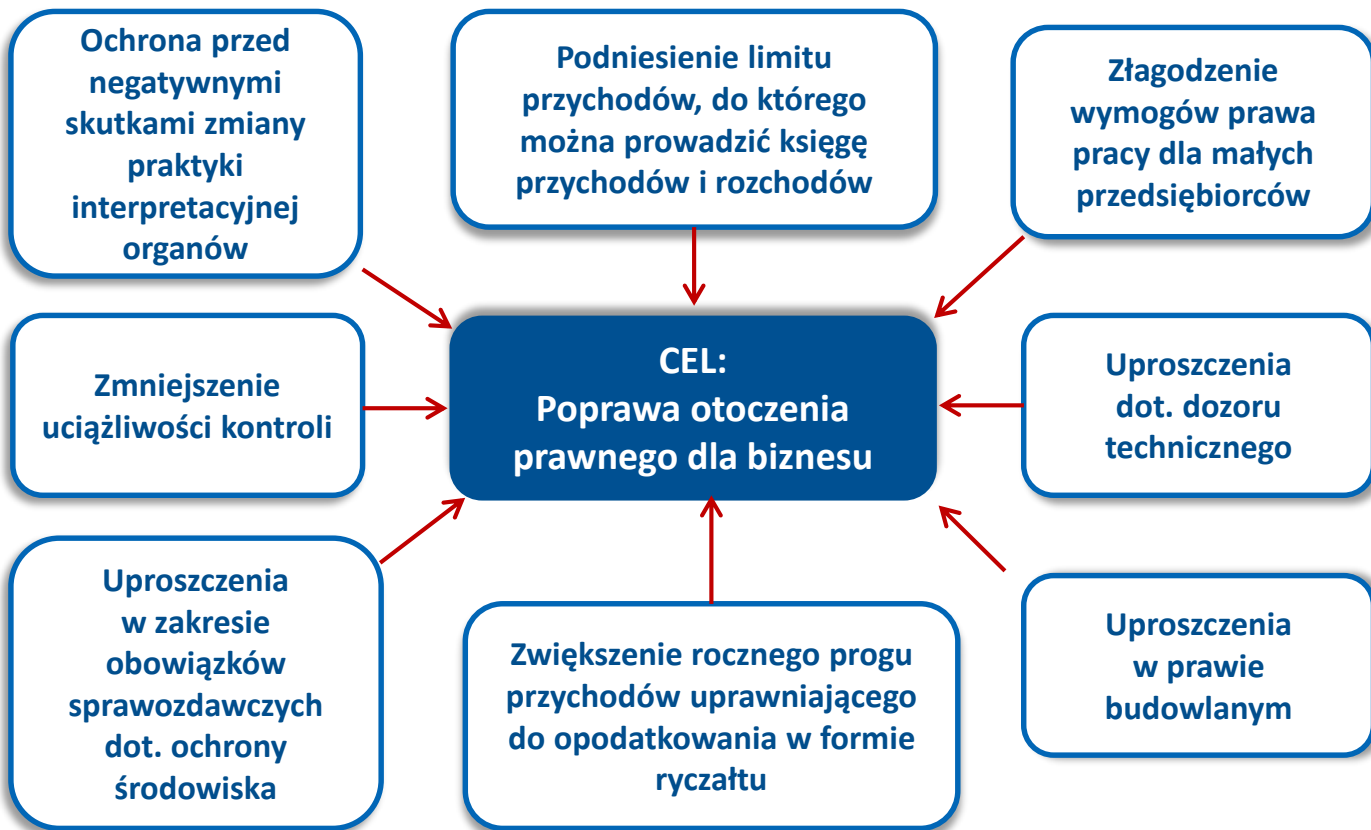 Ochrona przed
negatywnymi
skutkami zmiany
praktyki
interpretacyjnej
organów
Podniesienie limitu
przychodów, do którego
można prowadzić księgę
przychodów i rozchodów
Złagodzenie
wymogów prawa
pracy dla małych
przedsiębiorców
Zmniejszenie
uciążliwości kontroli
CEL:
Poprawa otoczenia
prawnego dla biznesu
Uproszczenia
dot. dozoru
technicznego
Uproszczenia
w zakresie
obowiązków
sprawozdawczych
dot. ochrony
środowiska
Zwiększenie rocznego progu
przychodów uprawniającego
do opodatkowania w formie
ryczałtu
Uproszczenia
w prawie
budowlanym